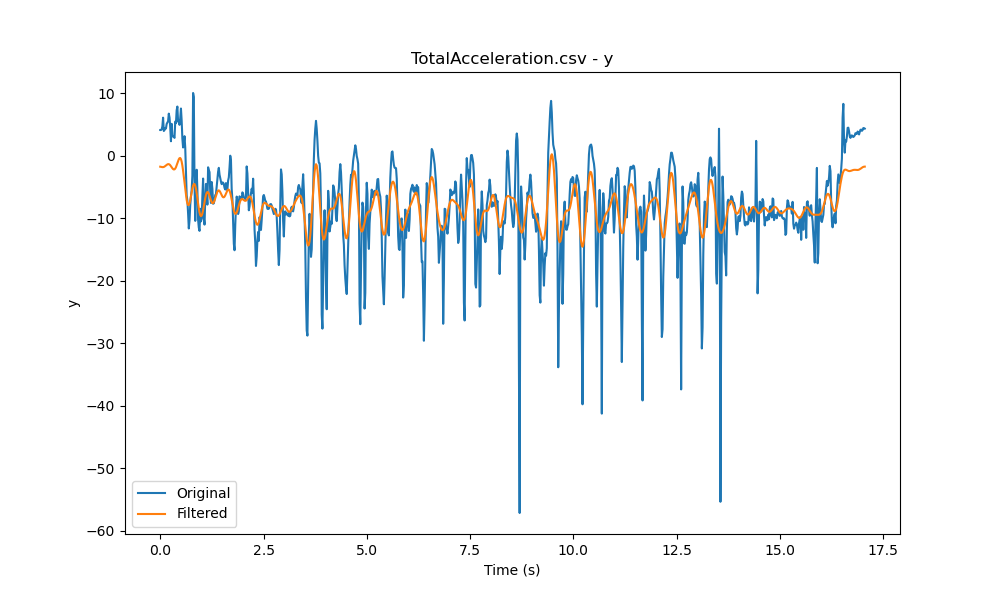 TotalAcceleration.csv - y
10
0
−10
−20
−30
−40
−50
−60
y
Original
Filtered
0.0 2.5 5.0 7.5 10.0 12.5 15.0 17.5
Time (s)